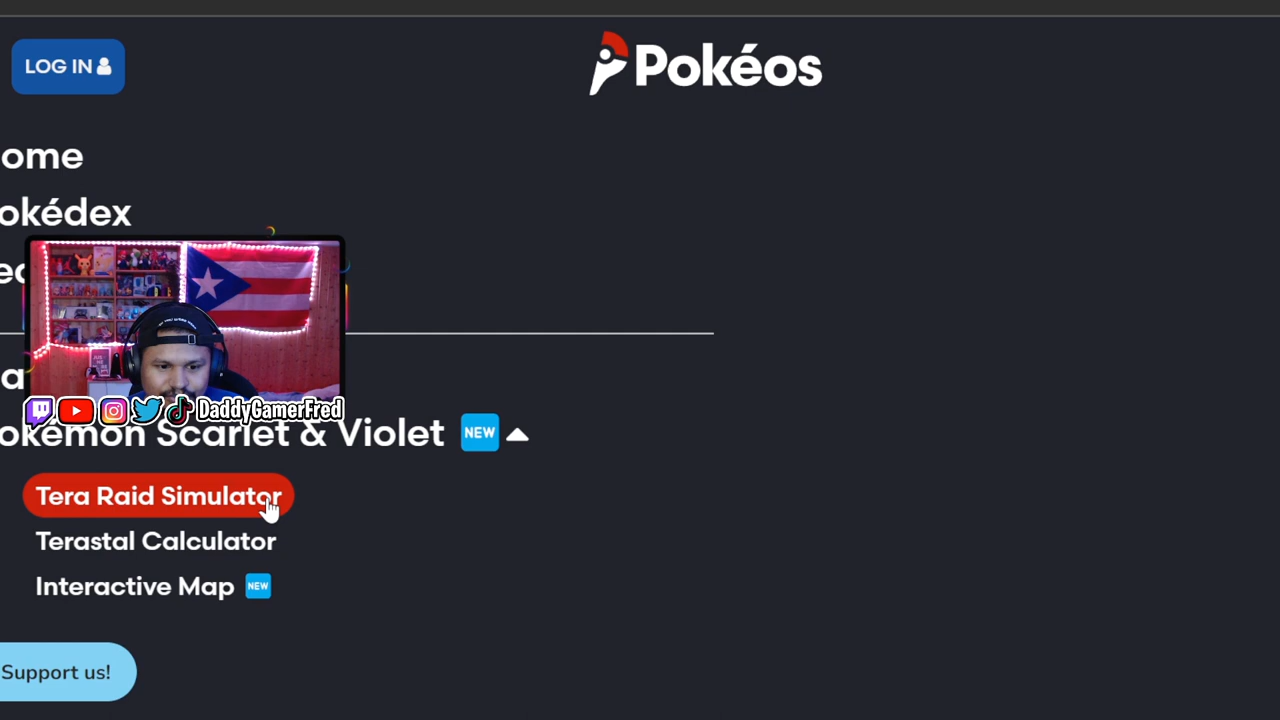 LOG IN
Pokéos
ome
okédex
DaddyGamerFred
okémon Scarlet & Violet NEW
Tera Raid Simulator
Terastal Calculator
Interactive Map NEW
Support us!